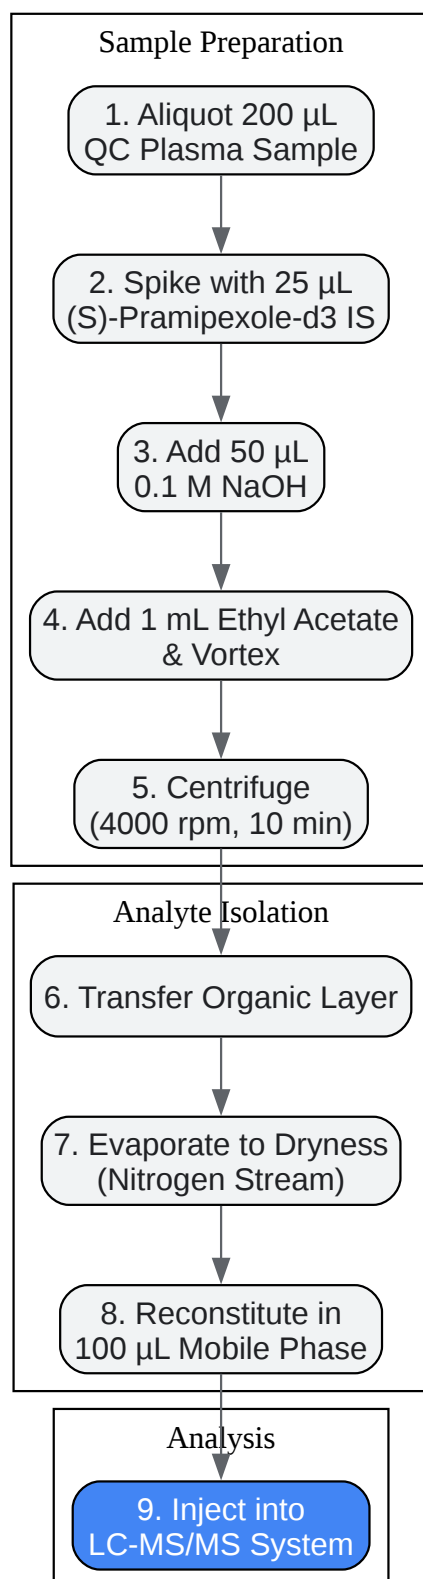 Sample Preparation
1. Aliquot 200 µL
QC Plasma Sample
2. Spike with 25 µL
(S)-Pramipexole-d3 IS
3. Add 50 µL
0.1 M NaOH
4. Add 1 mL Ethyl Acetate
& Vortex
5. Centrifuge
(4000 rpm, 10 min)
Analyte Isolation
6. Transfer Organic Layer
7. Evaporate to Dryness
(Nitrogen Stream)
8. Reconstitute in
100 µL Mobile Phase
Analysis
9. Inject into
LC-MS/MS System